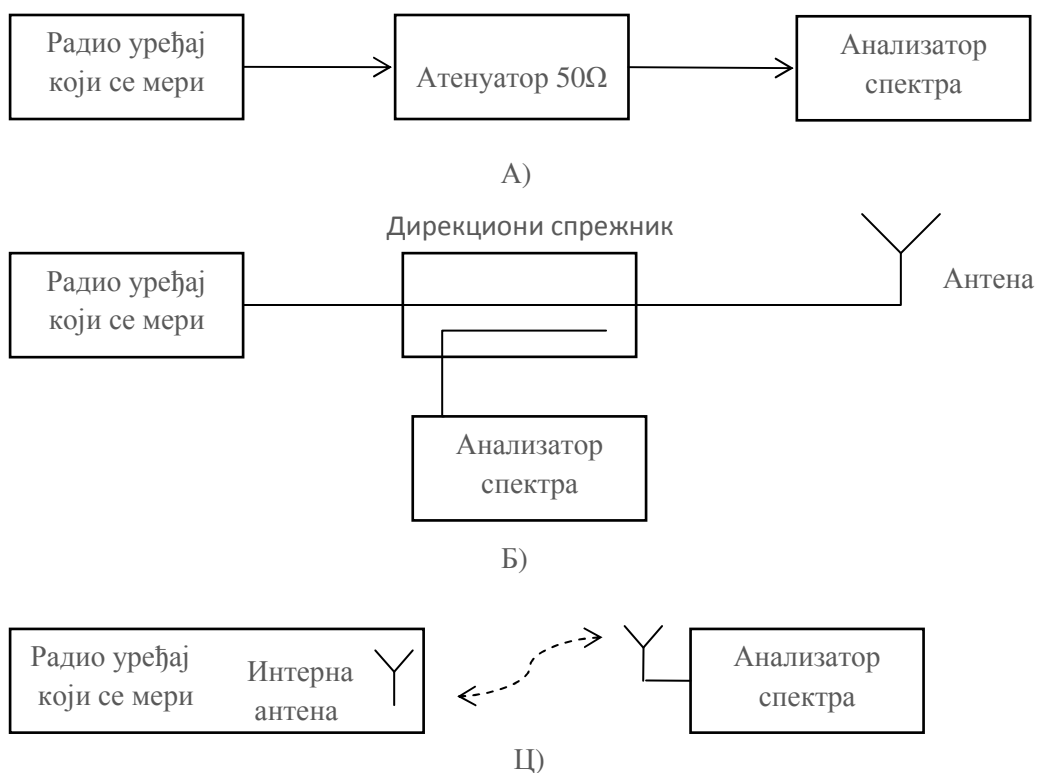 Радио уређај
који се мери
Атенуатор 50Ω
Анализатор
спектра
А)
Дирекциони спрежник
Радио уређај
који се мери
Антена
Анализатор
спектра
Б)
Радио уређај
који се мери
Интерна
антена
Анализатор
спектра
Ц)